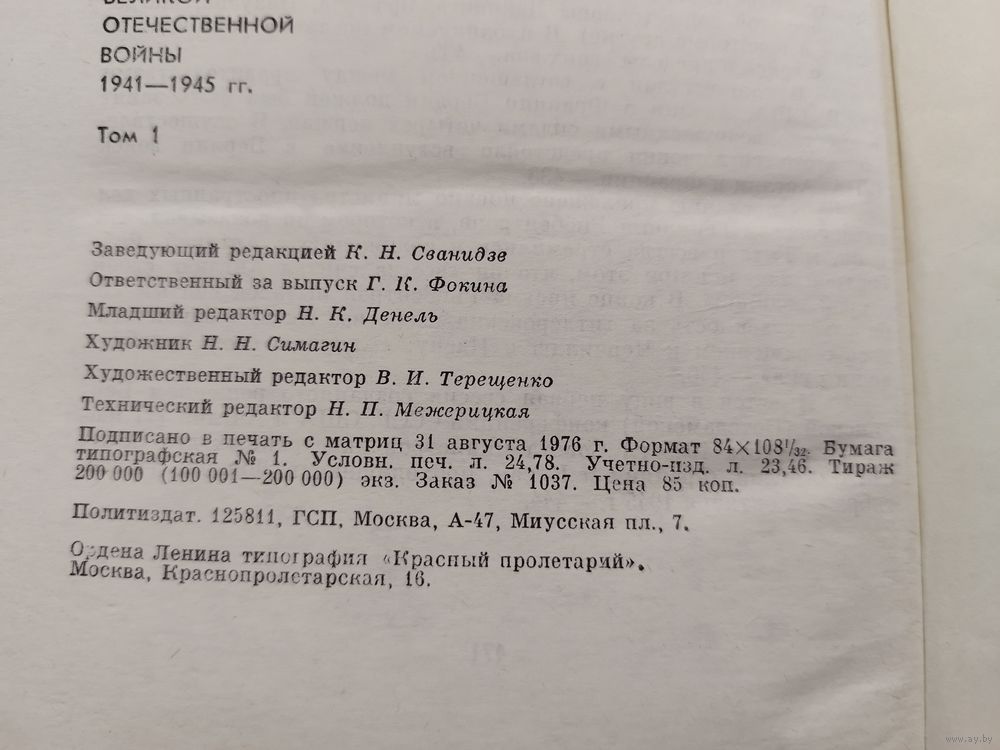 ВЕЛИКОЙ
ОТЕЧЕСТВЕННОЙ
ВОЙНЫ
1941—1945 гг.
Том 1
Заведующий редакцией К. Н. Сванидзе
Ответственный за выпуск Г. К. Фокина
Младший редактор Н. К. Денель
Художник Н. Н. Симагин
Художественный редактор В. И. Терещенко
Технический редактор Н. П. Межерицкая
Подписано в печать с матриц 31 августа 1976 г. Формат 84×108¹/₃₂. Бумага
типографская № 1. Условн. печ. л. 24,78. Учетно-изд. л. 23,46. Тираж
200 000 (100 001—200 000) экз. Заказ № 1037. Цена 85 коп.
Политиздат. 125811, ГСП, Москва, А-47, Миусская пл., 7.
Ордена Ленина типография «Красный пролетарий».
Москва, Краснопролетарская, 16.
www.ay.by